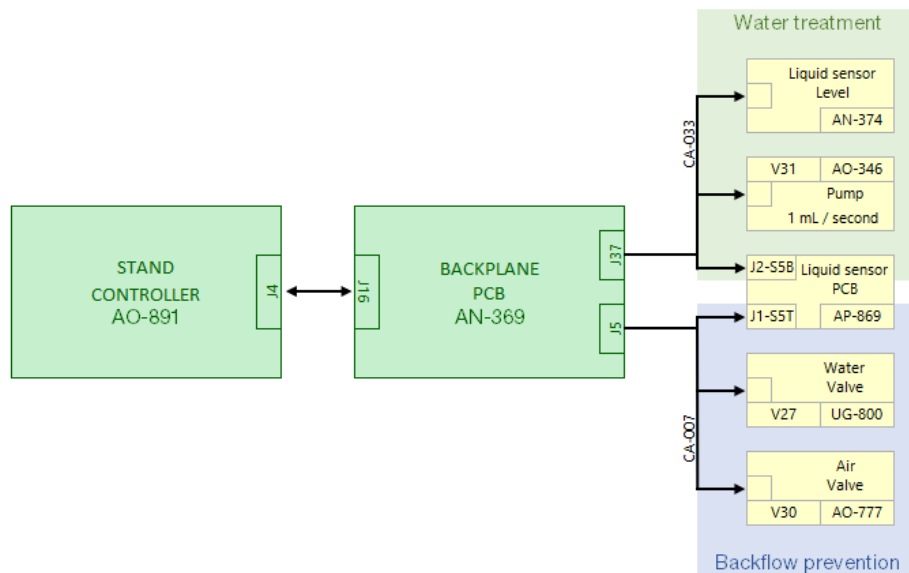 Water treatment
Liquid sensor
Level
AN-374
CA-033
V31
AO-346
Pump
1 mL / second
STAND
CONTROLLER
AO-891
J4
J16
BACKPLANE
PCB
AN-369
J37
J5
J2-S5B
Liquid sensor
PCB
J1-S5T
AP-869
Water
Valve
V27
UG-800
CA-007
Air
Valve
V30
AO-777
Backflow prevention